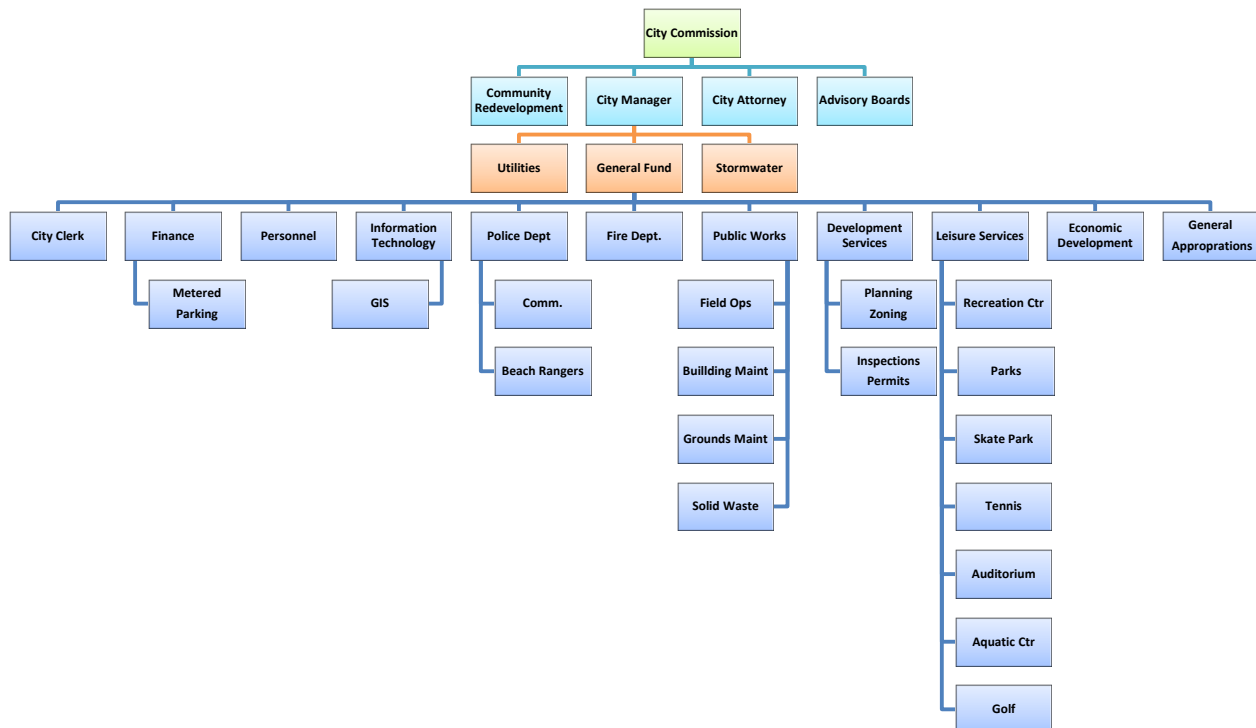 City Commission
Community
Redevelopment
City Manager
City Attorney
Advisory Boards
Utilities
General Fund
Stormwater
City Clerk
Finance
Personnel
Information
Technology
Police Dept
Fire Dept.
Public Works
Development
Services
Leisure Services
Economic
Development
General
Approprations
Metered
Parking
GIS
Comm.
Field Ops
Planning
Zoning
Recreation Ctr
Beach Rangers
Buillding Maint
Inspections
Permits
Parks
Grounds Maint
Skate Park
Solid Waste
Tennis
Auditorium
Aquatic Ctr
Golf